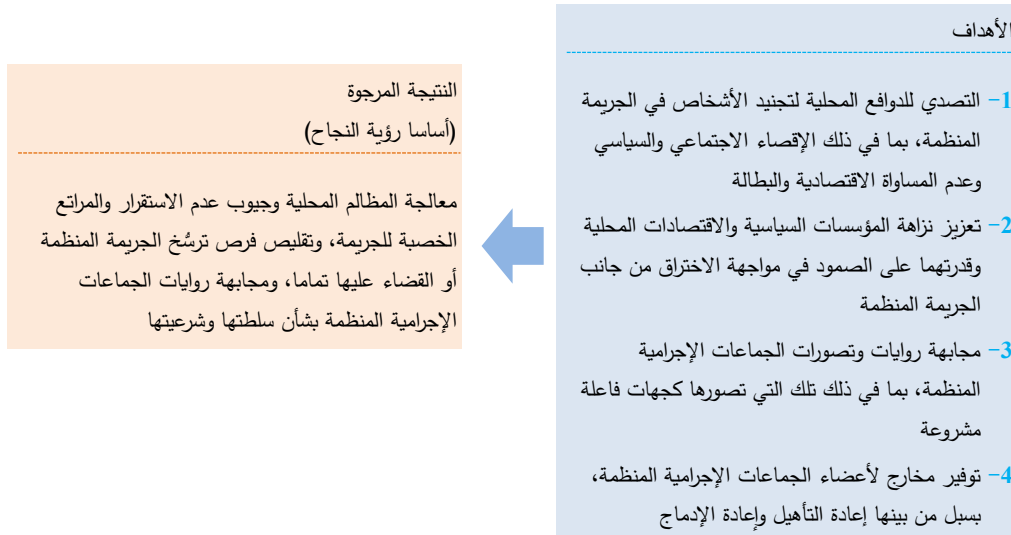 الأهداف
1- التصدي للدوافع المحلية لتجنيد الأشخاص في الجريمة
المنظمة، بما في ذلك الإقصاء الاجتماعي والسياسي
وعدم المساواة الاقتصادية والبطالة
2- تعزيز نزاهة المؤسسات السياسية والاقتصادات المحلية
وقدرتهما على الصمود في مواجهة الاختراق من جانب
الجريمة المنظمة
3- مجابهة روايات وتصورات الجماعات الإجرامية
المنظمة، بما في ذلك تلك التي تصورها كجهات فاعلة
مشروعة
4- توفير مخارج لأعضاء الجماعات الإجرامية المنظمة،
بسبل من بينها إعادة التأهيل وإعادة الإدماج
النتيجة المرجوة
(أساسا رؤية النجاح)
معالجة المظالم المحلية وجيوب عدم الاستقرار والمراتع
الخصبة للجريمة، وتقليص فرص ترسُّخ الجريمة المنظمة
أو القضاء عليها تماما، ومجابهة روايات الجماعات
الإجرامية المنظمة بشأن سلطتها وشرعيتها